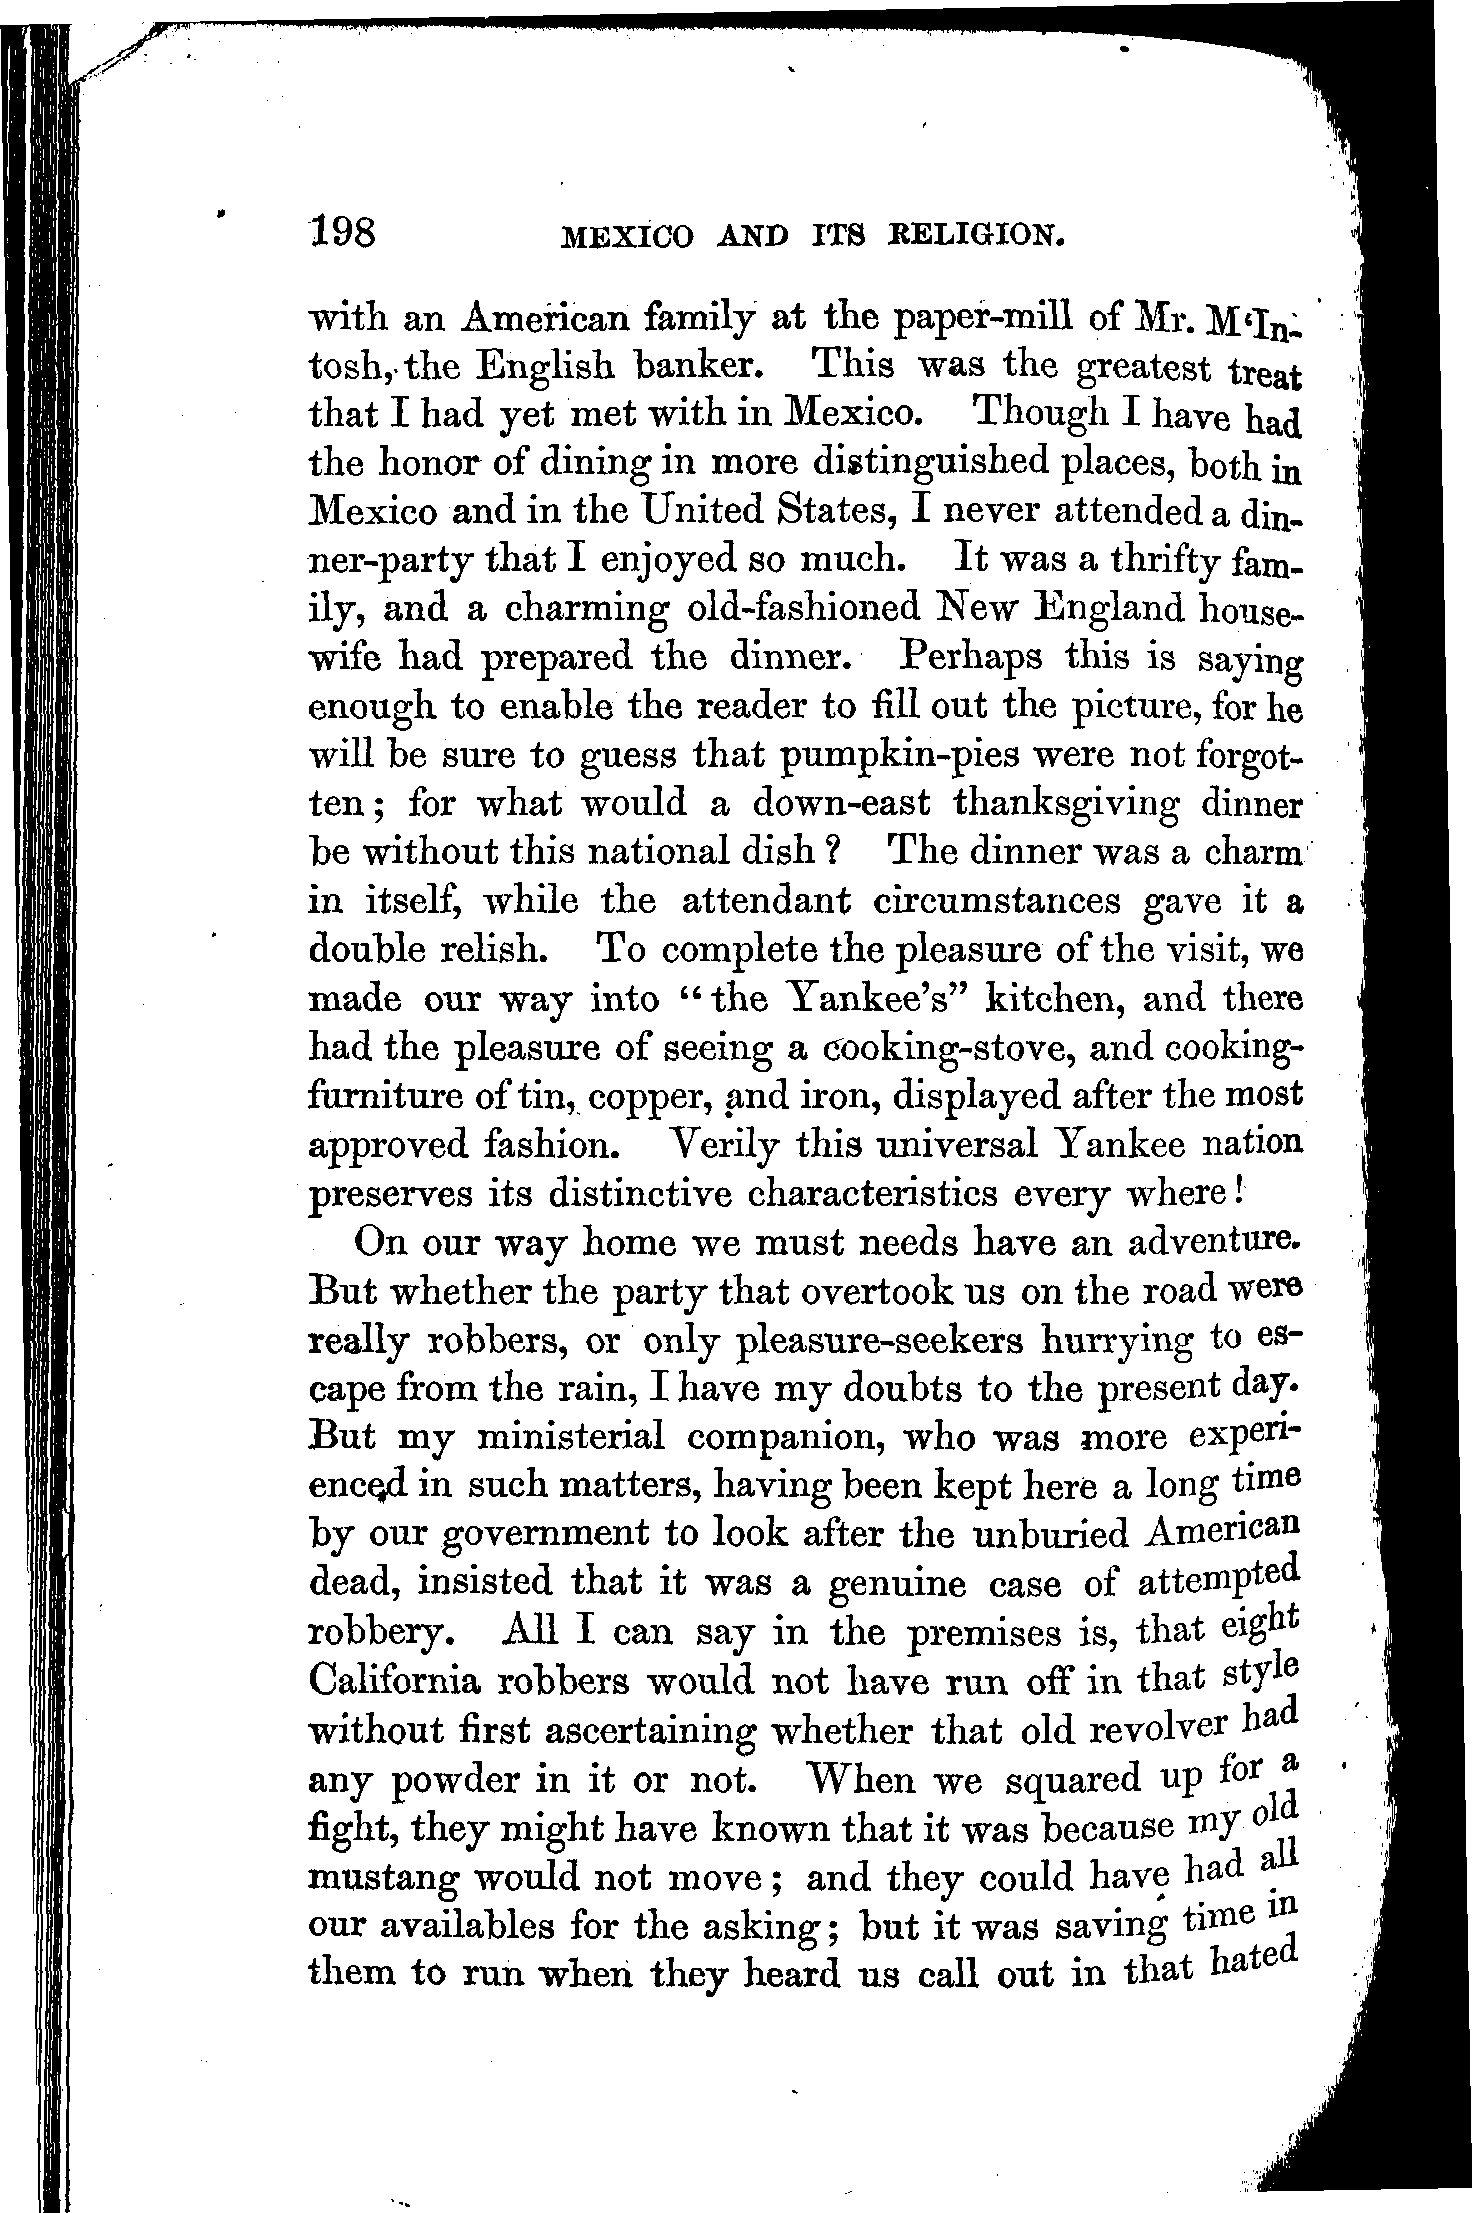 198 MEXICO AND ITS RELIGION.
with an American family at the paper-mill of Mr. M‘In-
tosh, the English banker. This was the greatest treat
that I had yet met with in Mexico. Though I have had
the honor of dining in more distinguished places, both in
Mexico and in the United States, I never attended a din-
ner-party that I enjoyed so much. It was a thrifty fam-
ily, and a charming old-fashioned New England house-
wife had prepared the dinner. Perhaps this is saying
enough to enable the reader to fill out the picture, for he
will be sure to guess that pumpkin-pies were not forgot-
ten; for what would a down-east thanksgiving dinner
be without this national dish? The dinner was a charm
in itself, while the attendant circumstances gave it a
double relish. To complete the pleasure of the visit, we
made our way into “the Yankee’s” kitchen, and there
had the pleasure of seeing a cooking-stove, and cooking-
furniture of tin, copper, and iron, displayed after the most
approved fashion. Verily this universal Yankee nation
preserves its distinctive characteristics every where!
On our way home we must needs have an adventure.
But whether the party that overtook us on the road were
really robbers, or only pleasure-seekers hurrying to es-
cape from the rain, I have my doubts to the present day.
But my ministerial companion, who was more experi-
enced in such matters, having been kept here a long time
by our government to look after the unburied American
dead, insisted that it was a genuine case of attempted
robbery. All I can say in the premises is, that eight
California robbers would not have run off in that style
without first ascertaining whether that old revolver had
any powder in it or not. When we squared up for a
fight, they might have known that it was because my old
mustang would not move; and they could have had all
our availables for the asking; but it was saving time in
them to run when they heard us call out in that hated